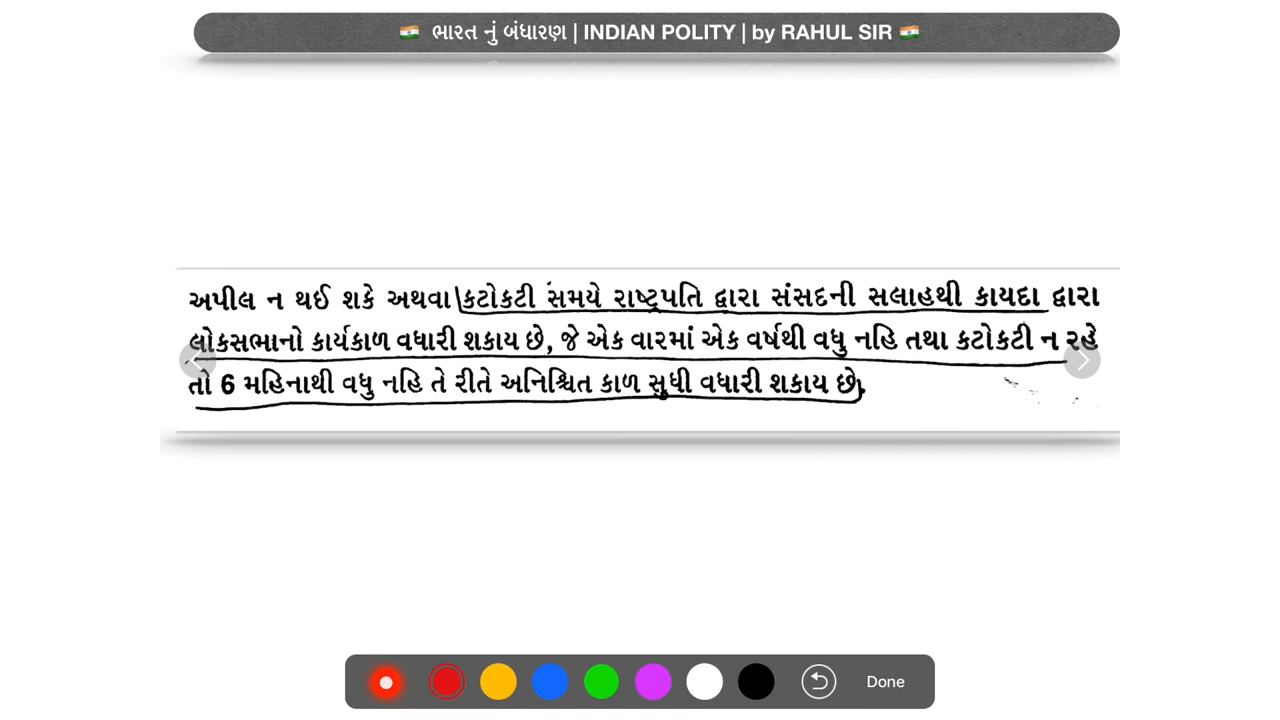 🇮🇳 ભારત નું બંધારણ | INDIAN POLITY | by RAHUL SIR 🇮🇳
અપીલ ન થઈ શકે અથવા કટોકટી સમયે રાષ્ટ્રપતિ દ્વારા સંસદની સલાહથી કાયદા દ્વારા
લોકસભાનો કાર્યકાળ વધારી શકાય છે, જે એક વારમાં એક વર્ષથી વધુ નહિ તથા કટોકટી ન રહે
તો 6 મહિનાથી વધુ નહિ તે રીતે અનિશ્ચિત કાળ સુધી વધારી શકાય છે.
Done